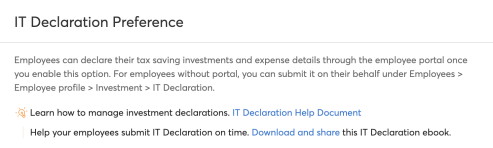 IT Declaration Preference
Employees can declare their tax saving investments and expense details through the employee portal once
you enable this option. For employees without portal, you can submit it on their behalf under Employees >
Employee profile > Investment > IT Declaration.
Learn how to manage investment declarations. IT Declaration Help Document
Help your employees submit IT Declaration on time. Download and share this IT Declaration ebook.